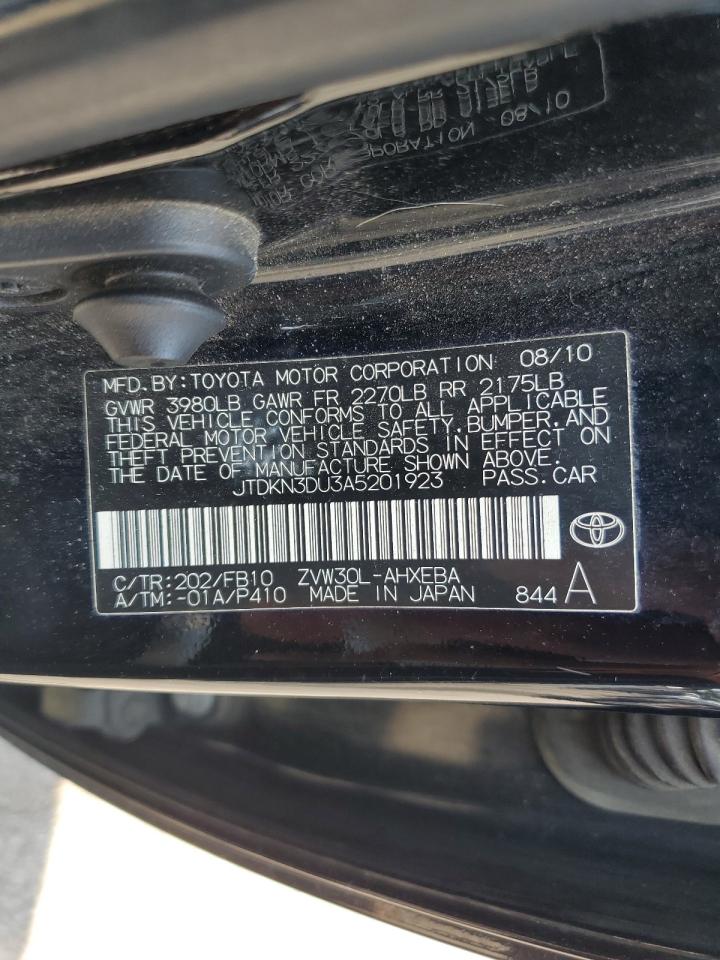 MFD.BY:TOYOTA MOTOR CORPORATION 08/10
GVWR 3980LB GAWR FR 2270LB RR 2175LB
THIS VEHICLE CONFORMS TO ALL APPLICABLE
FEDERAL MOTOR VEHICLE SAFETY,BUMPER,AND
THEFT PREVENTION STANDARDS IN EFFECT ON
THE DATE OF MANUFACTURE SHOWN ABOVE.
JTDKN3DU3A5201923 PASS.CAR
C/TR:202/FB10 ZVW30L-AHXEBA
A/TM:-01A/P410 MADE IN JAPAN 844 A